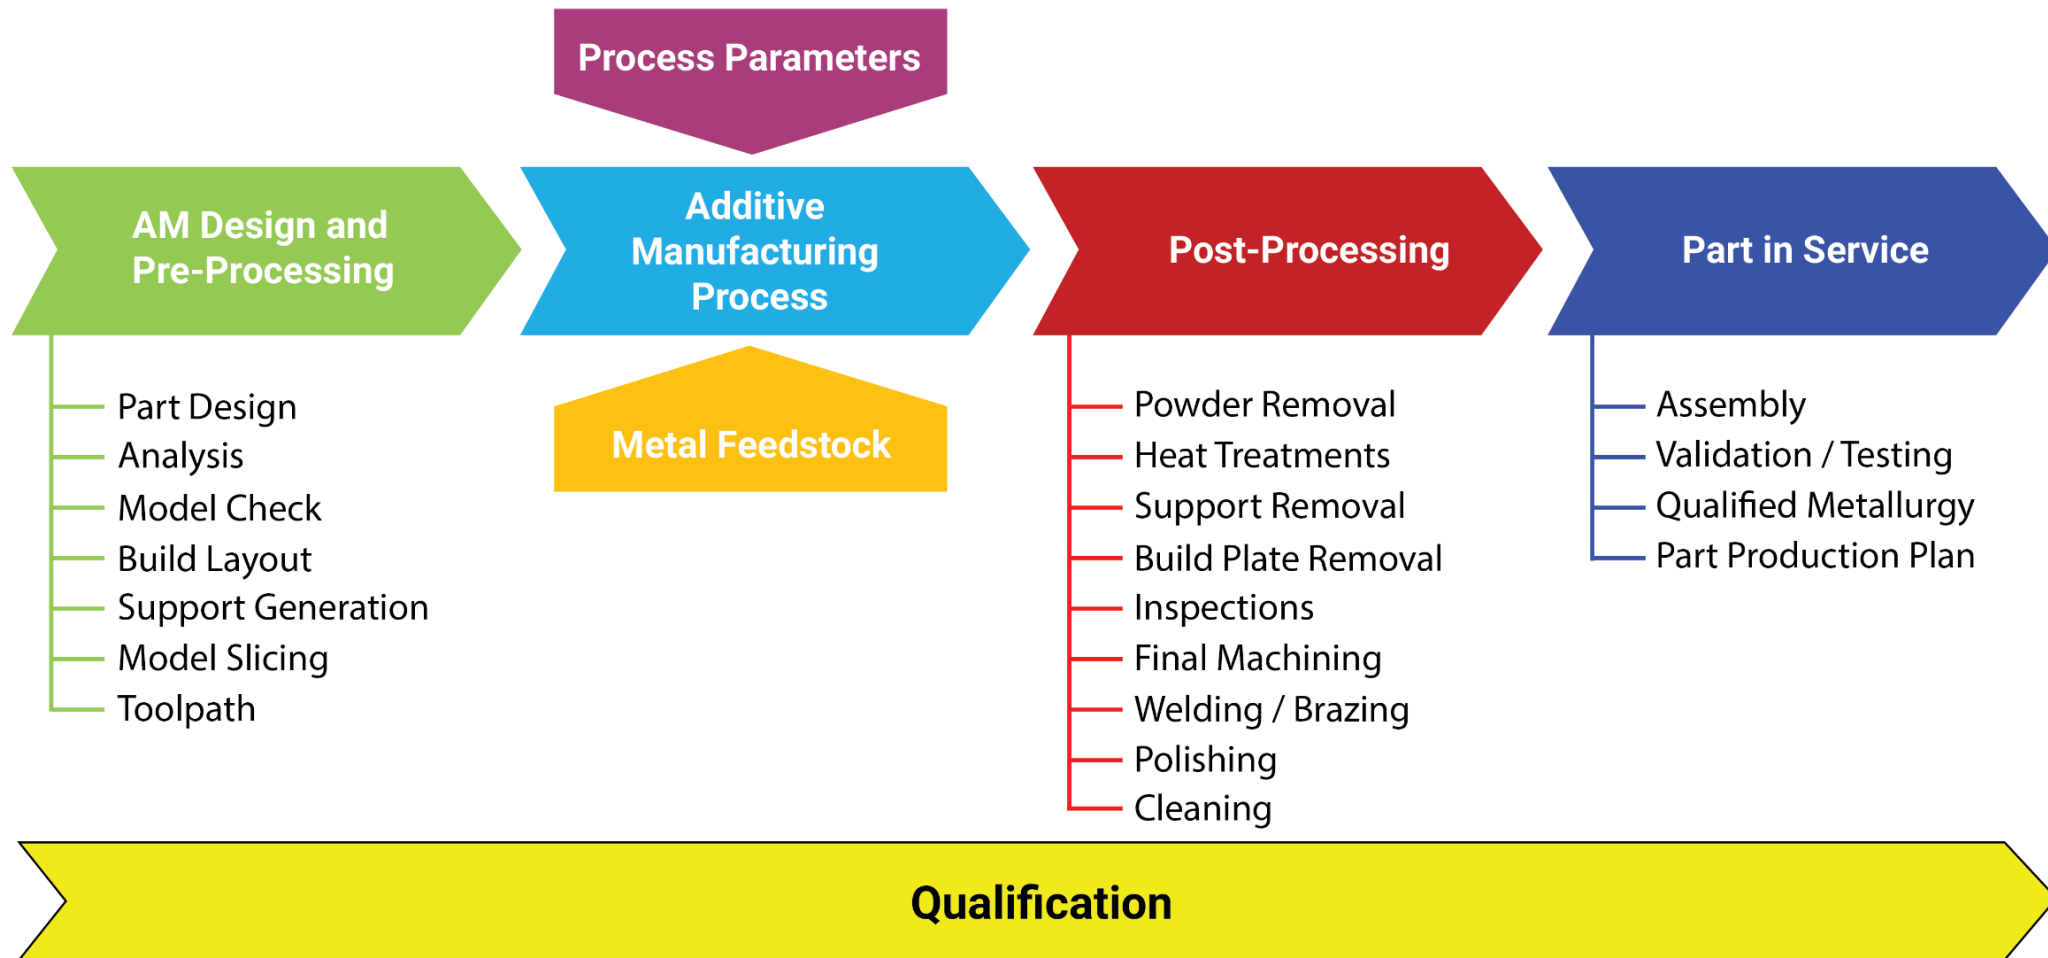 Process Parameters
AM Design and
Pre-Processing
Additive
Manufacturing
Process
Post-Processing
Part in Service
Metal Feedstock
Part Design
Analysis
Model Check
Build Layout
Support Generation
Model Slicing
Toolpath
Powder Removal
Heat Treatments
Support Removal
Build Plate Removal
Inspections
Final Machining
Welding / Brazing
Polishing
Cleaning
Assembly
Validation / Testing
Qualified Metallurgy
Part Production Plan
Qualification